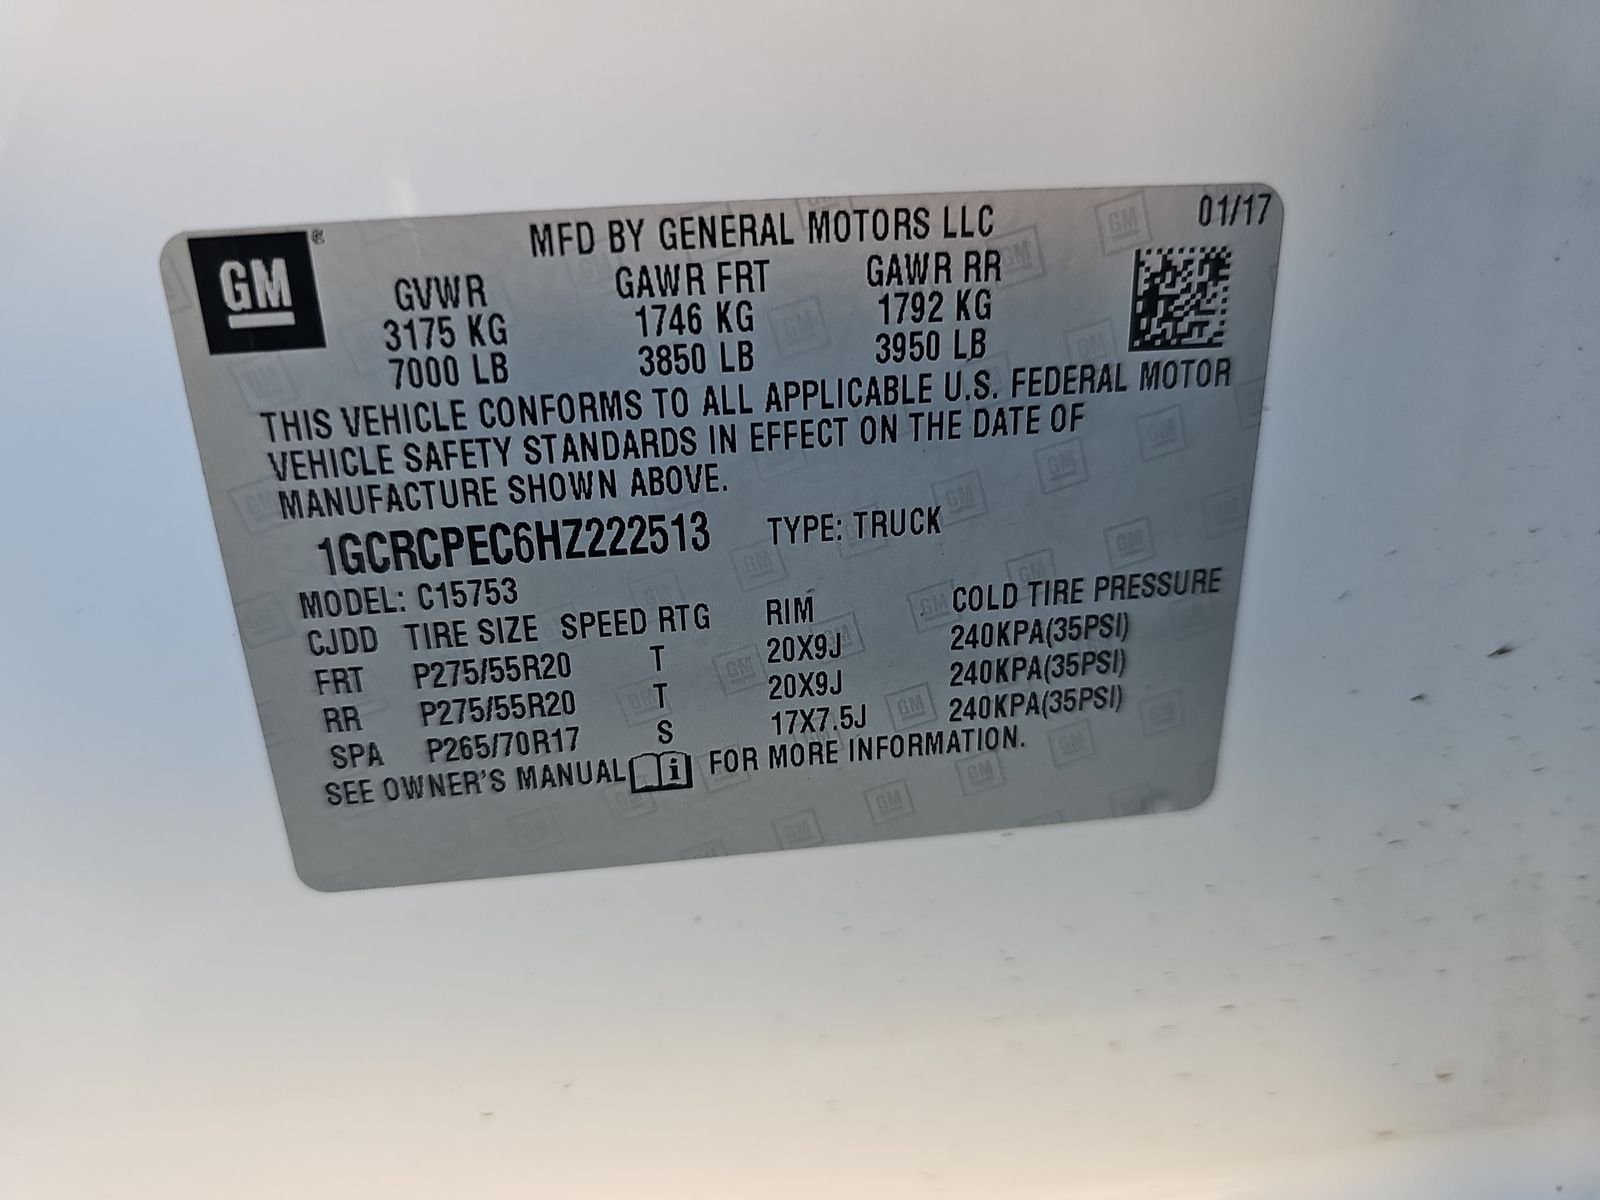 MFD BY GENERAL MOTORS LLC 01/17
GM
GVWR GAWR FRT GAWR RR
3175 KG 1746 KG 1792 KG
7000 LB 3850 LB 3950 LB
THIS VEHICLE CONFORMS TO ALL APPLICABLE U.S. FEDERAL MOTOR
VEHICLE SAFETY STANDARDS IN EFFECT ON THE DATE OF
MANUFACTURE SHOWN ABOVE.
1GCRCPEC6HZ222513 TYPE: TRUCK
MODEL: C15753
CJDD TIRE SIZE SPEED RTG RIM COLD TIRE PRESSURE
FRT P275/55R20 T 20X9J 240KPA(35PSI)
RR P275/55R20 T 20X9J 240KPA(35PSI)
SPA P265/70R17 S 17X7.5J 240KPA(35PSI)
SEE OWNER'S MANUAL i FOR MORE INFORMATION.